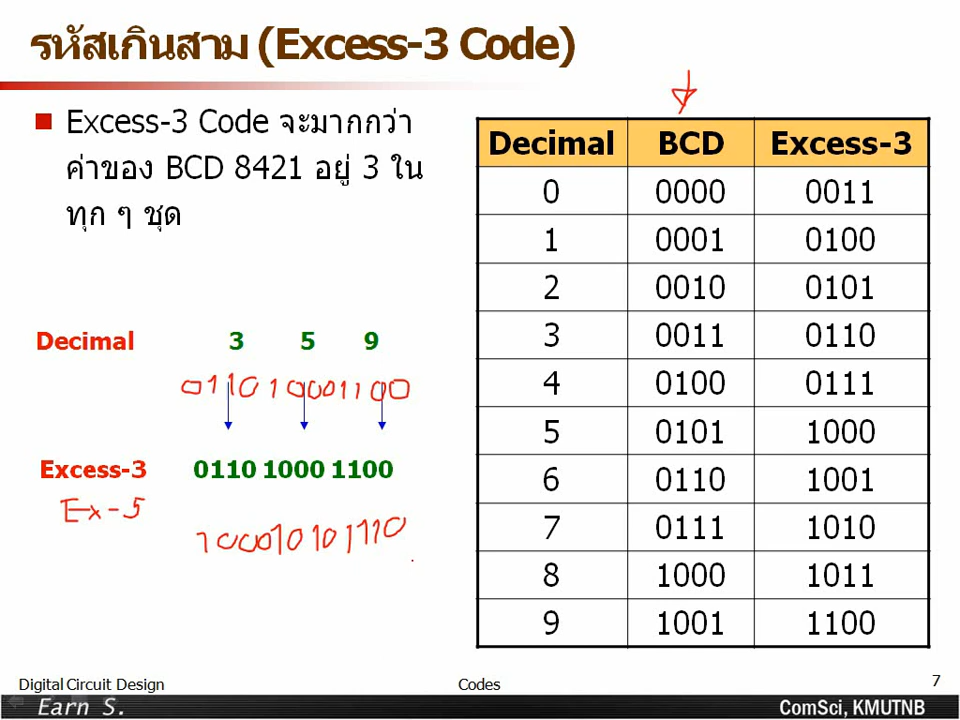 รหัสเกินสาม (Excess-3 Code)
Excess-3 Code จะมากกว่า
ค่าของ BCD 8421 อยู่ 3 ใน
ทุก ๆ ชุด
Decimal 3 5 9
011010001100
Excess-3 0110 1000 1100
Ex-5
100010101110
Decimal BCD Excess-3
0 0000 0011
1 0001 0100
2 0010 0101
3 0011 0110
4 0100 0111
5 0101 1000
6 0110 1001
7 0111 1010
8 1000 1011
9 1001 1100
Digital Circuit Design Codes 7
Earn S. ComSci, KMUTNB